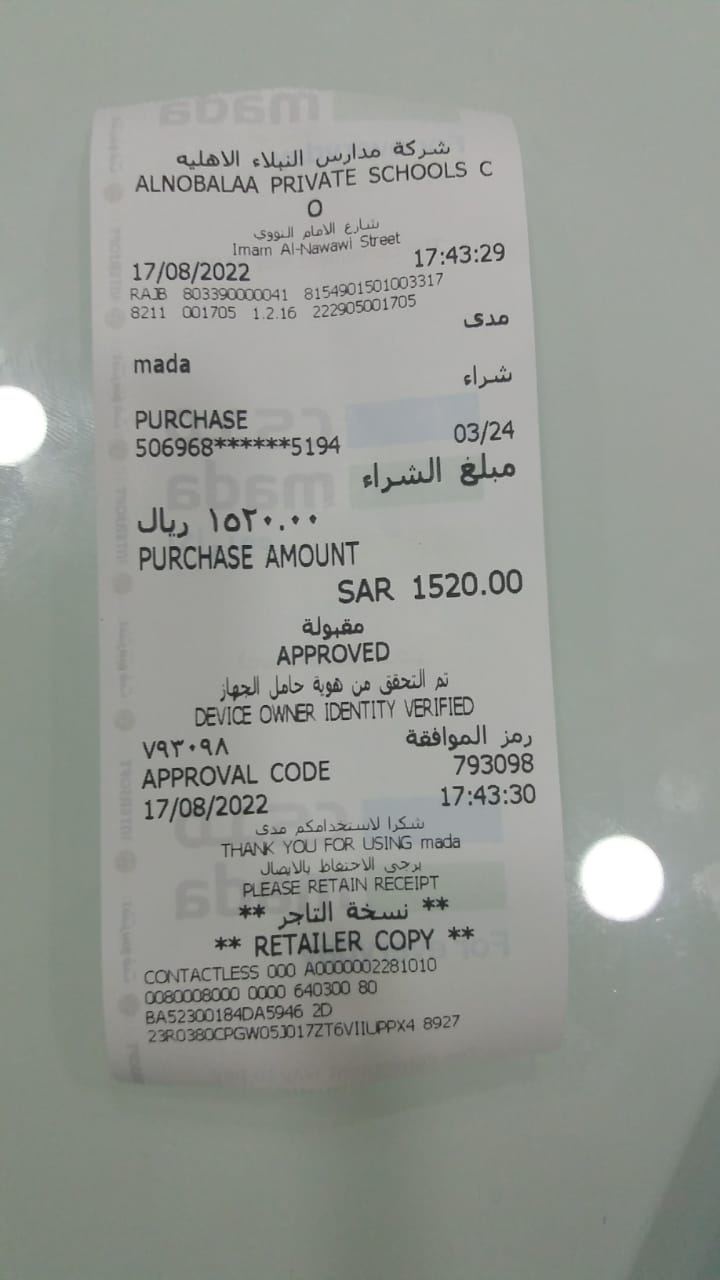 شركة مدارس النبلاء الاهليه
ALNOBALAA PRIVATE SCHOOLS C
O
شارع الامام النووي
Imam Al-Nawawi Street
17/08/2022 17:43:29
RAJB 803390000041 8154901501003317
8211 001705 1.2.16 222905001705
مدى
mada
شراء
PURCHASE
506968******5194 03/24
مبلغ الشراء
١٥٢٠.٠٠ ريال
PURCHASE AMOUNT
SAR 1520.00
مقبولة
APPROVED
تم التحقق من هوية حامل الجهاز
DEVICE OWNER IDENTITY VERIFIED
رمز الموافقة ٧٩٣٠٩٨
APPROVAL CODE 793098
17/08/2022 17:43:30
شكرا لاستخدامكم مدى
THANK YOU FOR USING mada
يرجى الاحتفاظ بالايصال
PLEASE RETAIN RECEIPT
** نسخة التاجر **
** RETAILER COPY **
CONTACTLESS 000 A0000002281010
0080008000 0000 640300 80
BA52300184DA5946 2D
23R0380CPGW05J017ZT6VIIUPPX4 8927